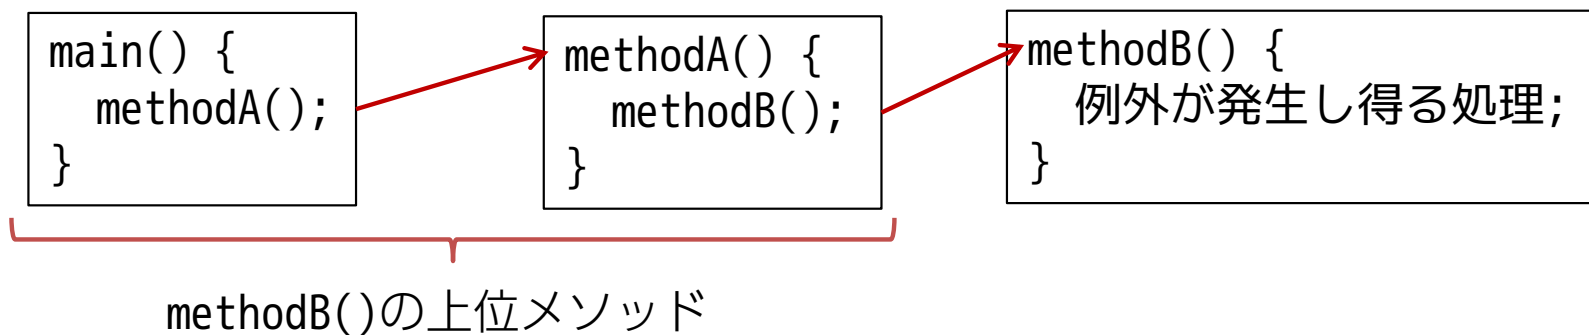 main() {
  methodA();
}
methodA() {
  methodB();
}
methodB() {
  例外が発生し得る処理;
}
methodB()の上位メソッド